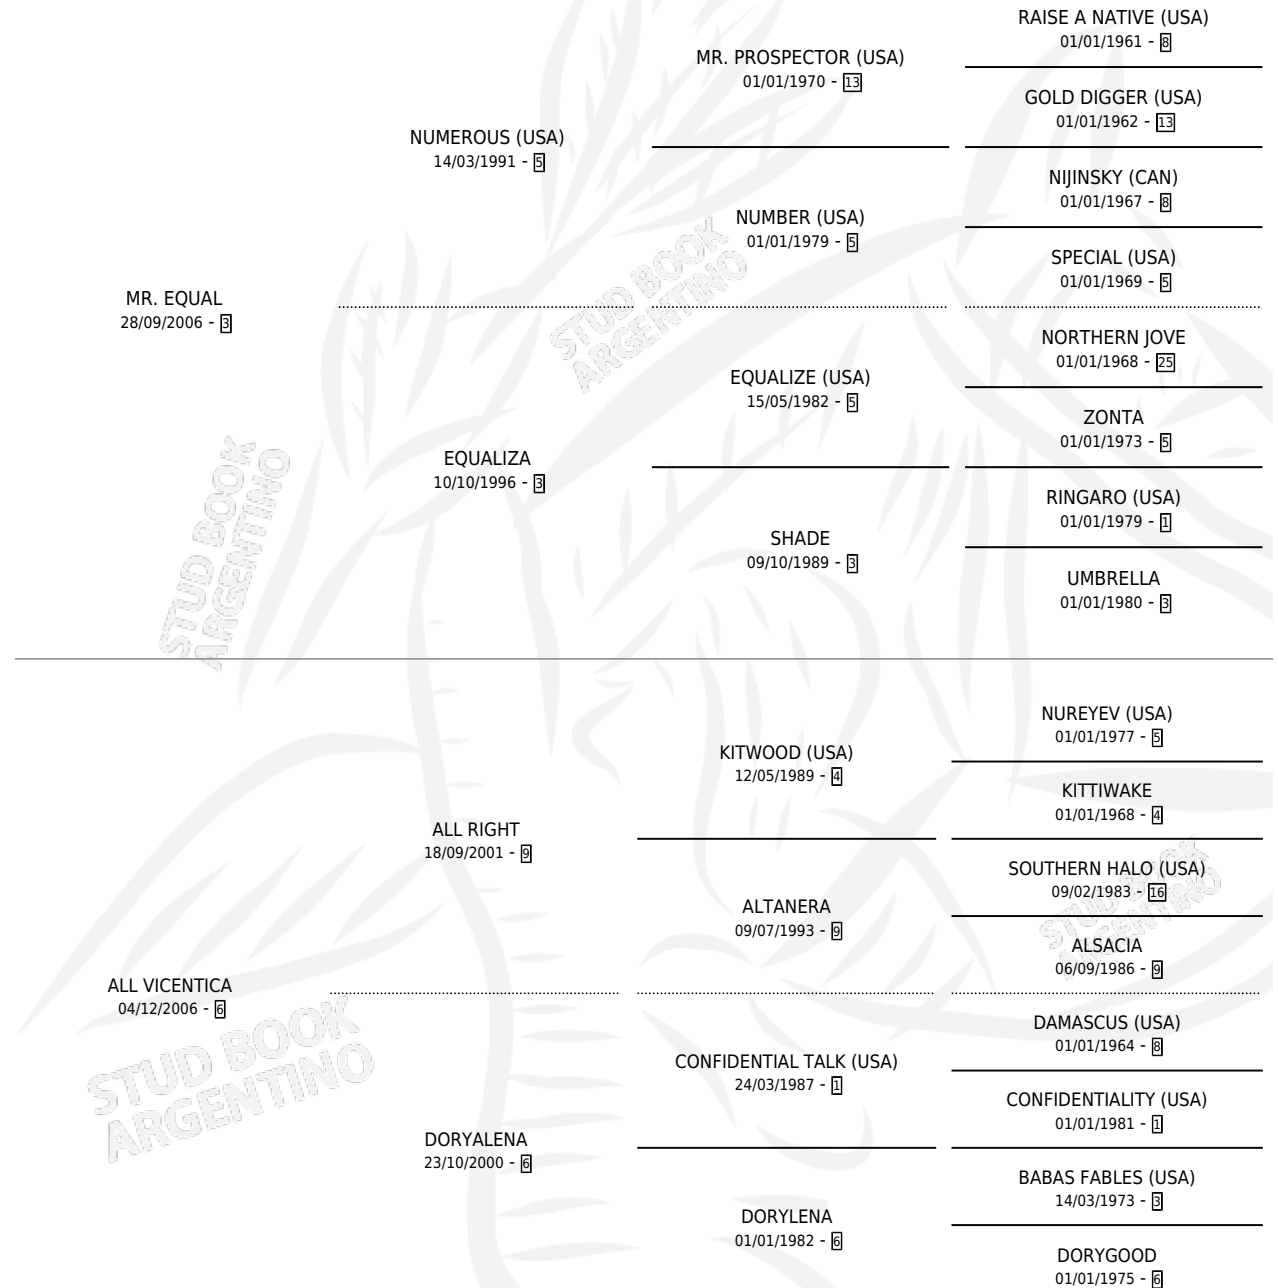 RAISE A NATIVE (USA)
01/01/1961 - 8
MR. PROSPECTOR (USA)
01/01/1970 - 13
GOLD DIGGER (USA)
01/01/1962 - 13
NUMEROUS (USA)
14/03/1991 - 5
NIJINSKY (CAN)
01/01/1967 - 8
NUMBER (USA)
01/01/1979 - 5
SPECIAL (USA)
01/01/1969 - 5
MR. EQUAL
28/09/2006 - 3
NORTHERN JOVE
01/01/1968 - 25
EQUALIZE (USA)
15/05/1982 - 5
ZONTA
01/01/1973 - 5
EQUALIZA
10/10/1996 - 3
RINGARO (USA)
01/01/1979 - 1
SHADE
09/10/1989 - 3
UMBRELLA
01/01/1980 - 3
NUREYEV (USA)
01/01/1977 - 5
KITWOOD (USA)
12/05/1989 - 4
KITTIWAKE
01/01/1968 - 4
ALL RIGHT
18/09/2001 - 9
SOUTHERN HALO (USA)
09/02/1983 - 16
ALTANERA
09/07/1993 - 9
ALSACIA
06/09/1986 - 9
ALL VICENTICA
04/12/2006 - 6
DAMASCUS (USA)
01/01/1964 - 8
CONFIDENTIAL TALK (USA)
24/03/1987 - 1
CONFIDENTIALITY (USA)
01/01/1981 - 1
DORYALENA
23/10/2000 - 6
BABAS FABLES (USA)
14/03/1973 - 3
DORYLENA
01/01/1982 - 6
DORYGOOD
01/01/1975 - 6
STUD BOOK
ARGENTINO
STUD BOOK
ARGENTINO
STUD BOOK
ARGENTINO
STUD BOOK
ARGENTINO